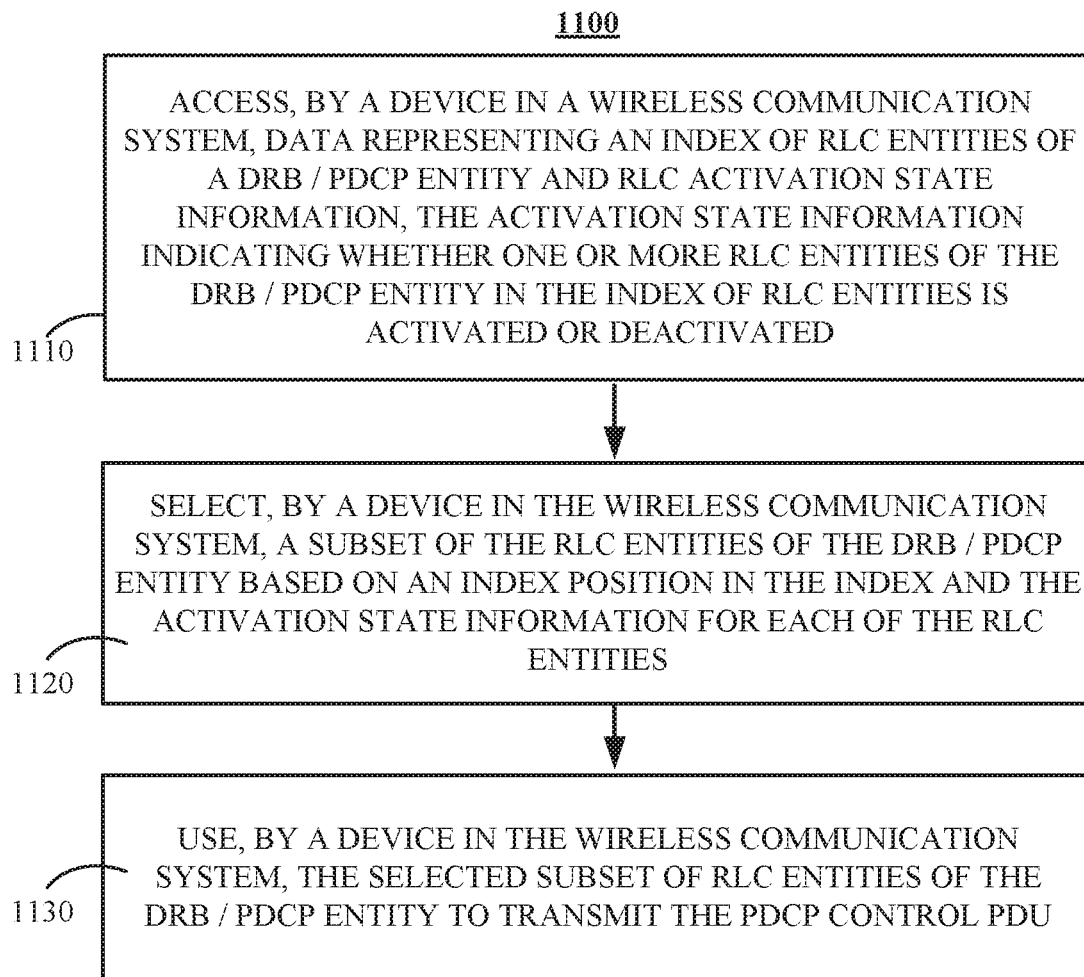 1100
ACCESS, BY A DEVICE IN A WIRELESS COMMUNICATION
SYSTEM, DATA REPRESENTING AN INDEX OF RLC ENTITIES OF
A DRB / PDCP ENTITY AND RLC ACTIVATION STATE
INFORMATION, THE ACTIVATION STATE INFORMATION
INDICATING WHETHER ONE OR MORE RLC ENTITIES OF THE
DRB / PDCP ENTITY IN THE INDEX OF RLC ENTITIES IS
ACTIVATED OR DEACTIVATED
1110
SELECT, BY A DEVICE IN THE WIRELESS COMMUNICATION
SYSTEM, A SUBSET OF THE RLC ENTITIES OF THE DRB / PDCP
ENTITY BASED ON AN INDEX POSITION IN THE INDEX AND THE
ACTIVATION STATE INFORMATION FOR EACH OF THE RLC
ENTITIES
1120
USE, BY A DEVICE IN THE WIRELESS COMMUNICATION
SYSTEM, THE SELECTED SUBSET OF RLC ENTITIES OF THE
DRB / PDCP ENTITY TO TRANSMIT THE PDCP CONTROL PDU
1130